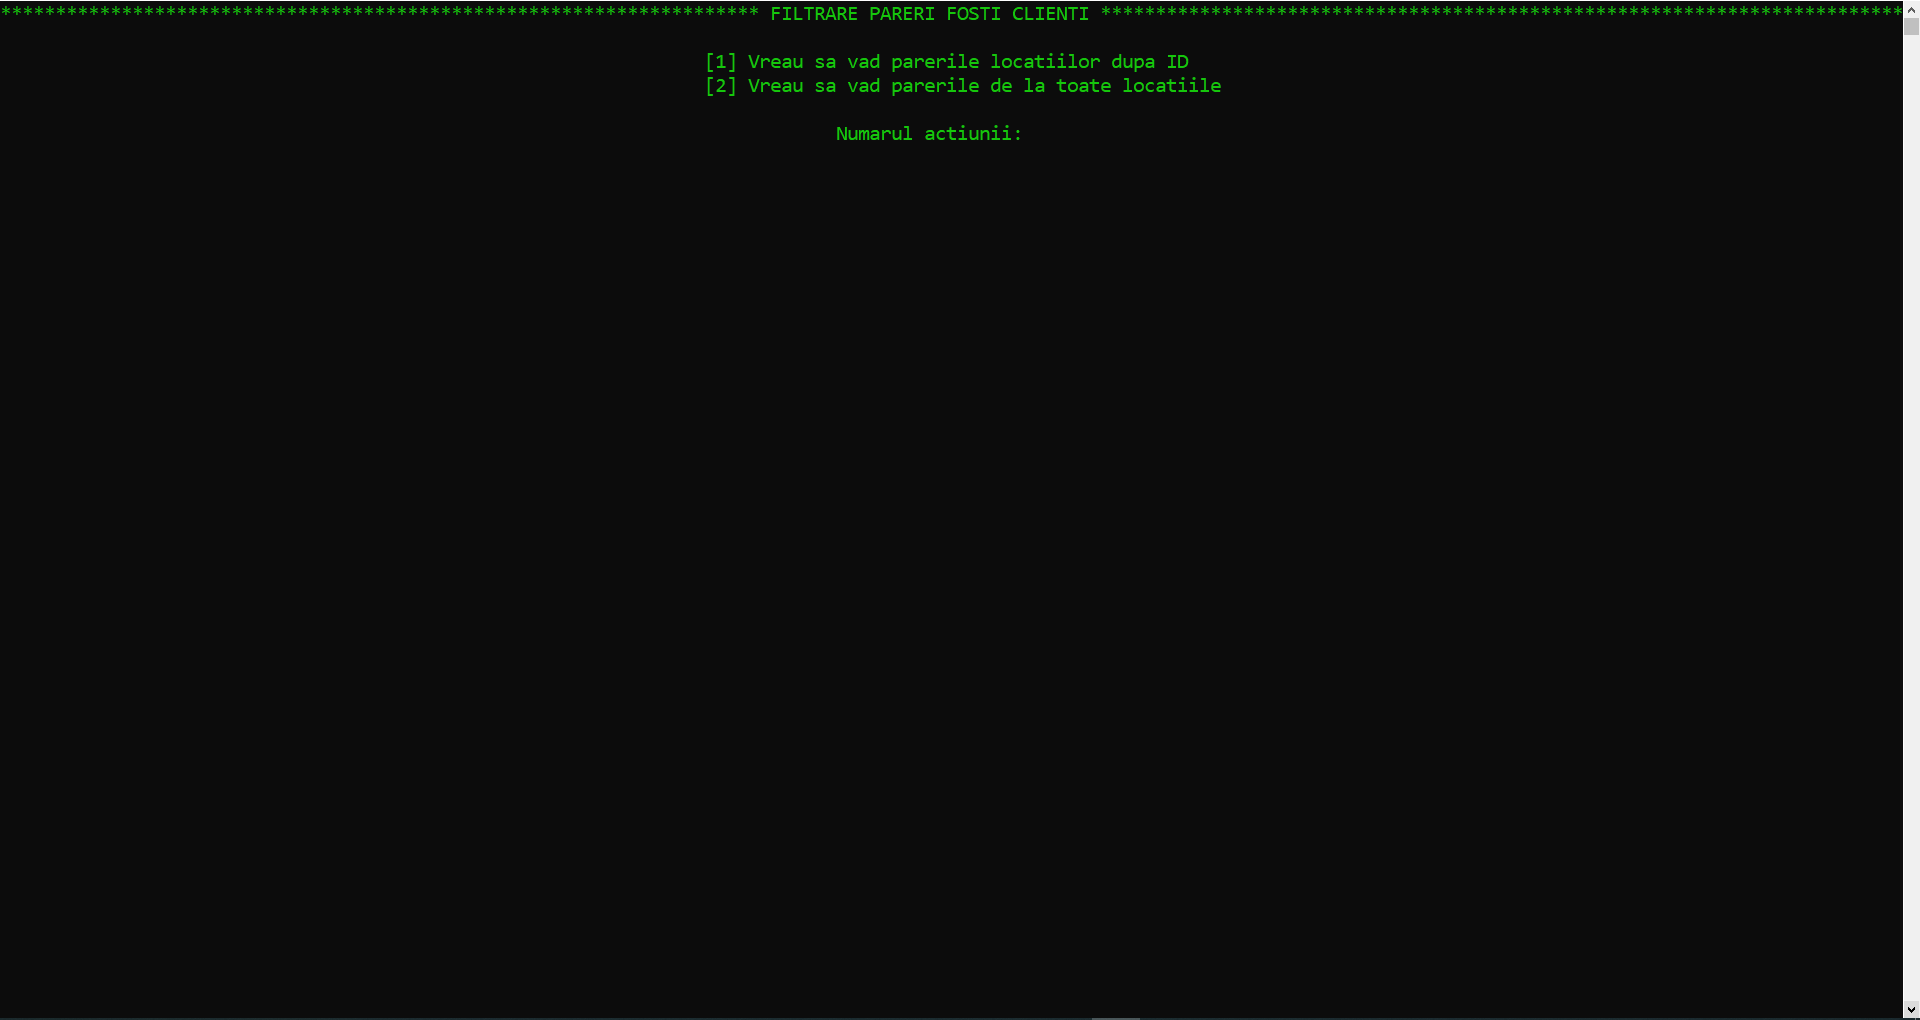 ********************************************************************* FILTRARE PARERI FOSTI CLIENTI *************************************************************************
[1] Vreau sa vad parerile locatiilor dupa ID
[2] Vreau sa vad parerile de la toate locatiile
Numarul actiunii: